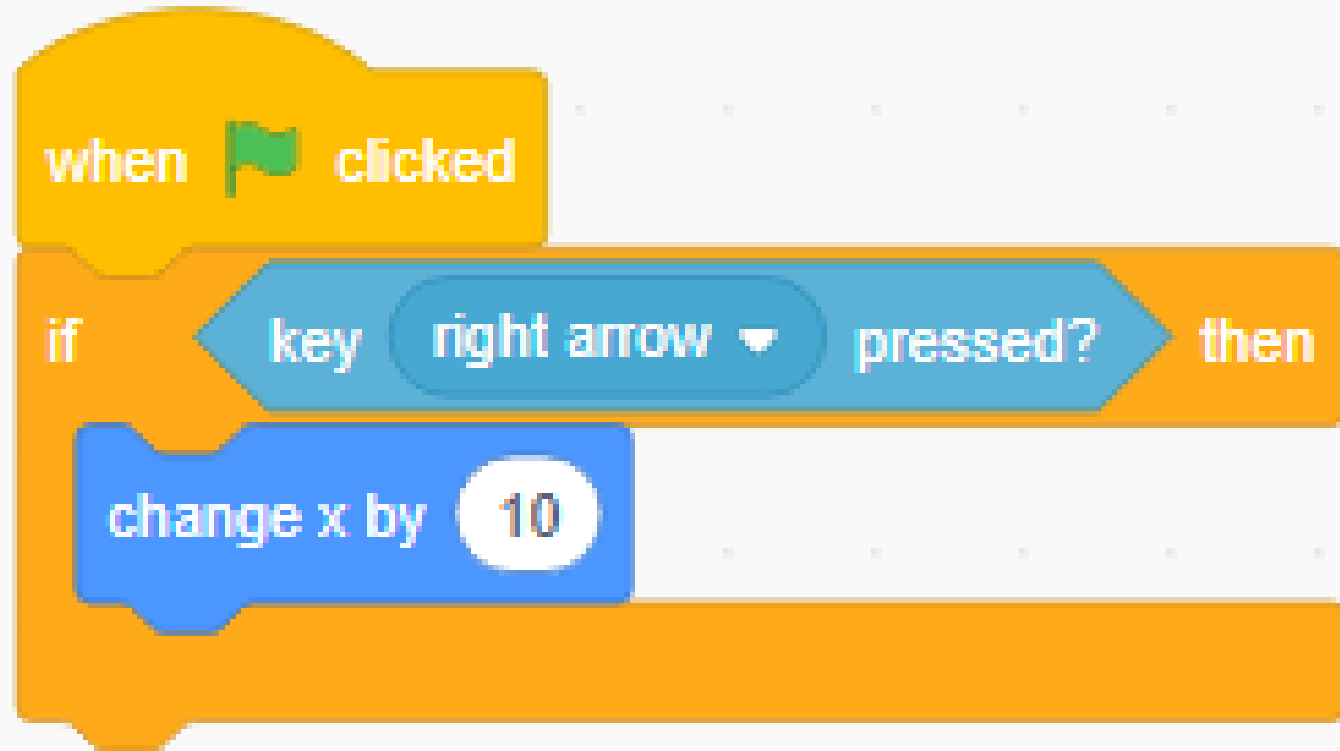 when clicked
if key right arrow pressed? then
change x by 10